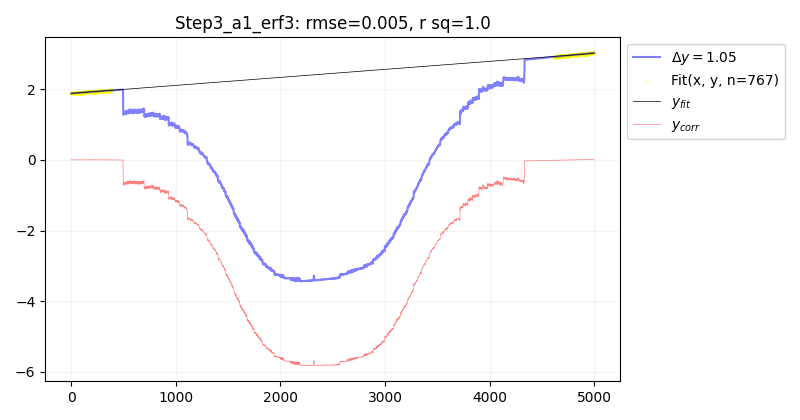 Step3_a1_erf3: rmse=0.005, r sq=1.0
Δy = 1.05
Fit(x, y, n=767)
y_fit
y_corr
2
0
−2
−4
−6
0 1000 2000 3000 4000 5000